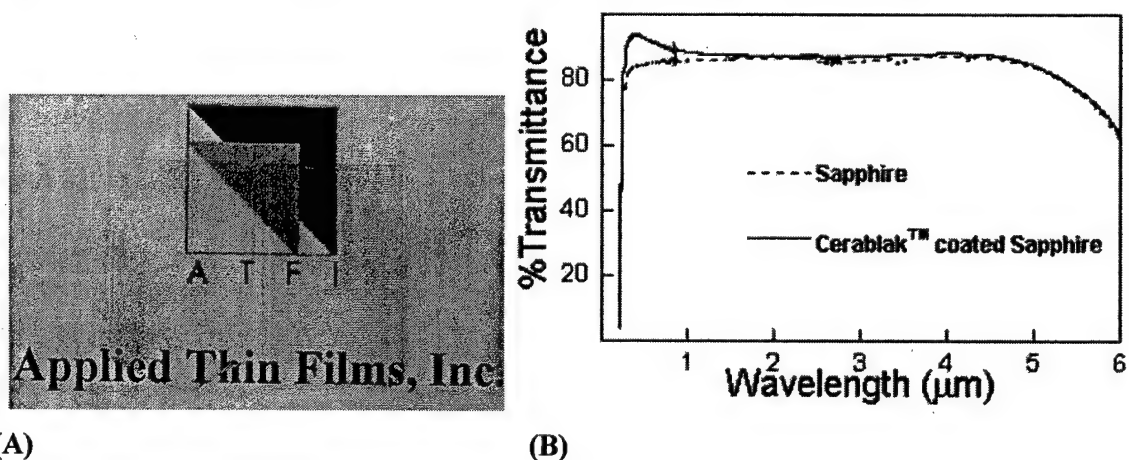 A T F I
Applied Thin Films, Inc.
(A)
%Transmittance
80
60
40
20
Sapphire
Cerablak™ coated Sapphire
1 2 3 4 5 6
Wavelength (μm)
(B)